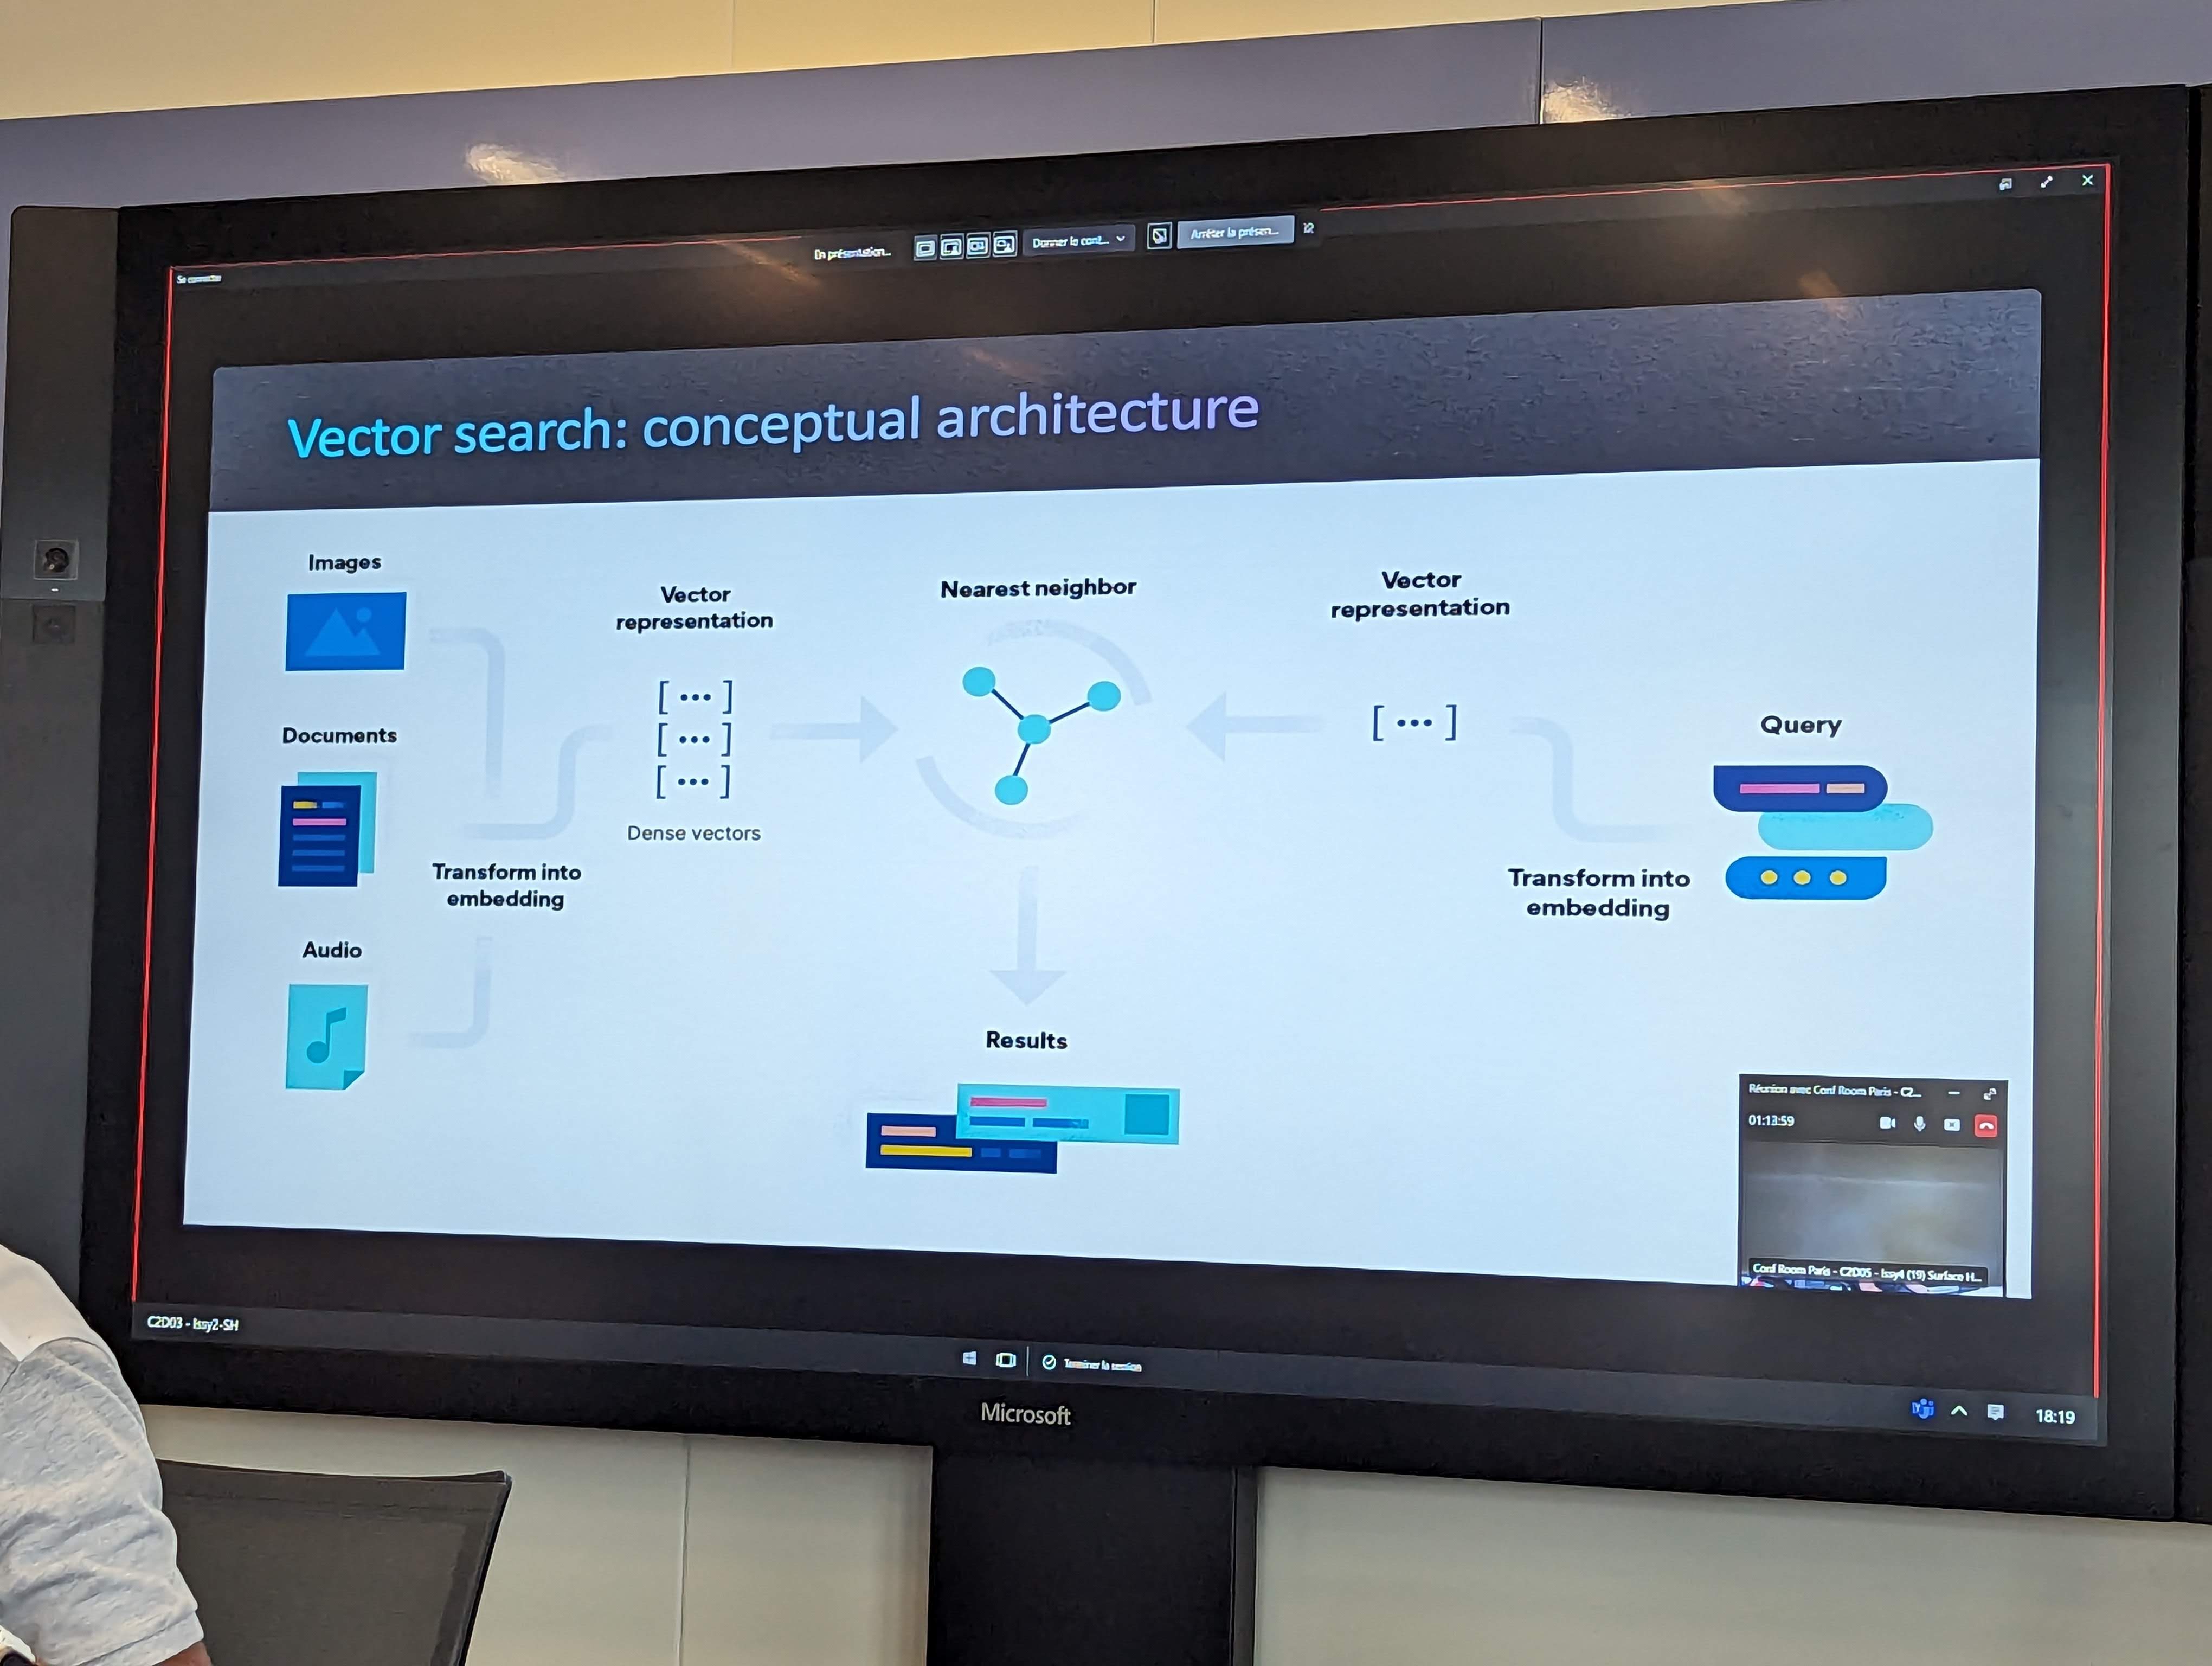 En présentation...
Donner le cont...
Arrêter la présen...
Se connecter
Vector search: conceptual architecture
Images
Documents
Audio
Transform into
embedding
Vector
representation
[ ••• ]
[ ••• ]
[ ••• ]
Dense vectors
Nearest neighbor
Results
Vector
representation
[ ••• ]
Transform into
embedding
Query
Réunion avec Conf Room Paris - C2...
01:13:59
Conf Room Paris - C2D05 - Issy4 (19) Surface H...
C2D03 - Issy2-SH
Terminer la session
18:19
Microsoft